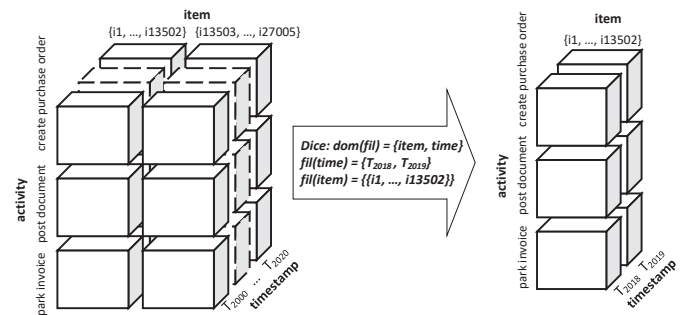 item
{i1, ..., i13502} {i13503, ..., i27005}
create purchase order
post document
park invoice
activity
T2000 ... T2020
timestamp
Dice: dom(fil) = {item, time}
fil(time) = {T2018, T2019}
fil(item) = {{i1, ..., i13502}}
item
{i1, ..., i13502}
create purchase order
post document
park invoice
activity
T2018 T2019
timestamp